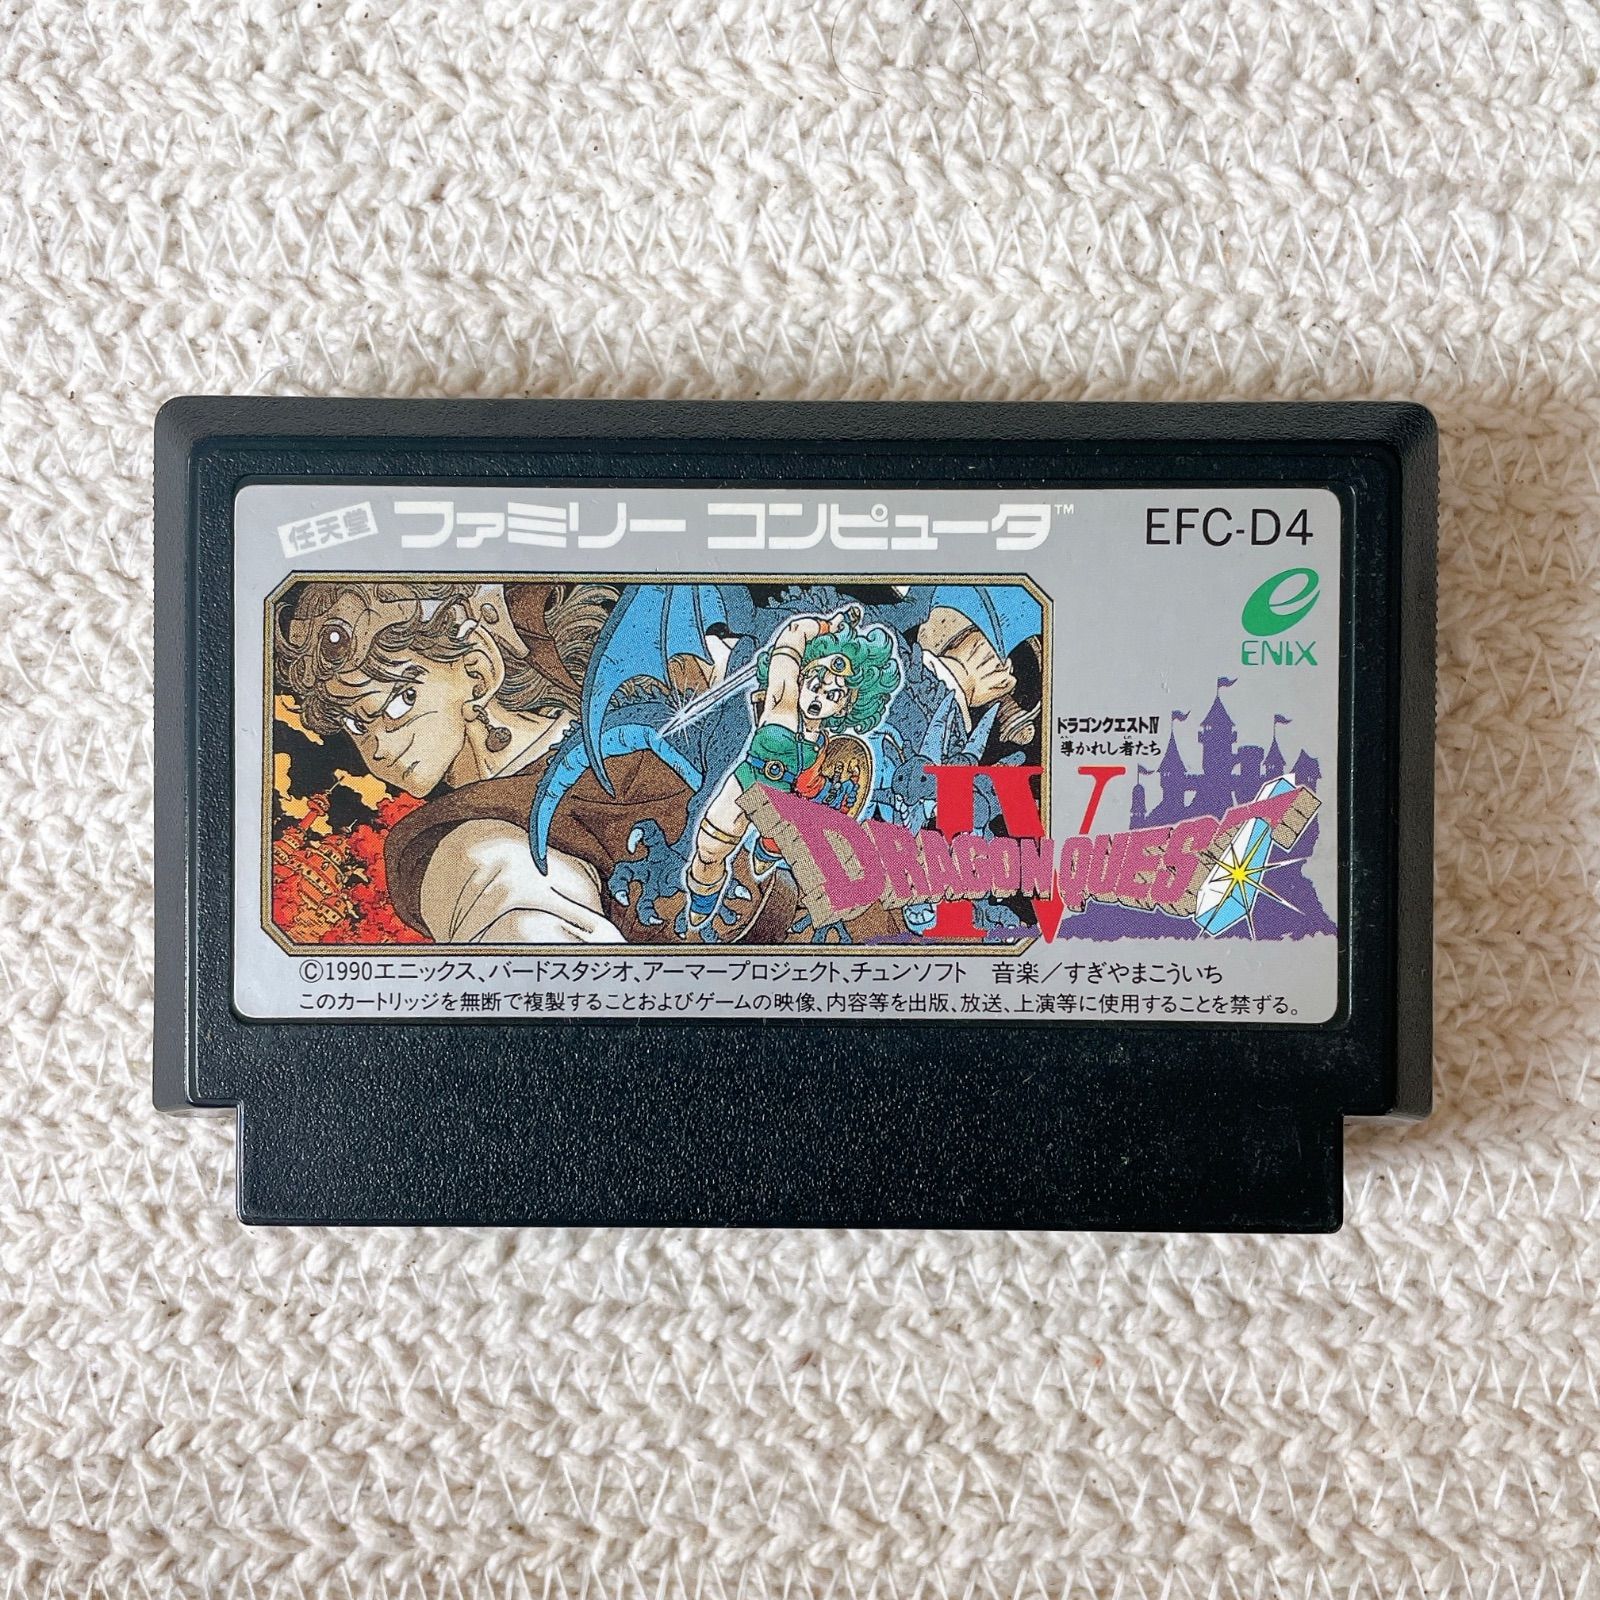 任天堂 ファミリー コンピュータ™ EFC-D4
ENIX
ドラゴンクエストIV
導かれし者たち
IV
DRAGON QUEST
©1990エニックス、バードスタジオ、アーマープロジェクト、チュンソフト 音楽/すぎやまこういち
このカートリッジを無断で複製することおよびゲームの映像、内容等を出版、放送、上演等に使用することを禁ずる。